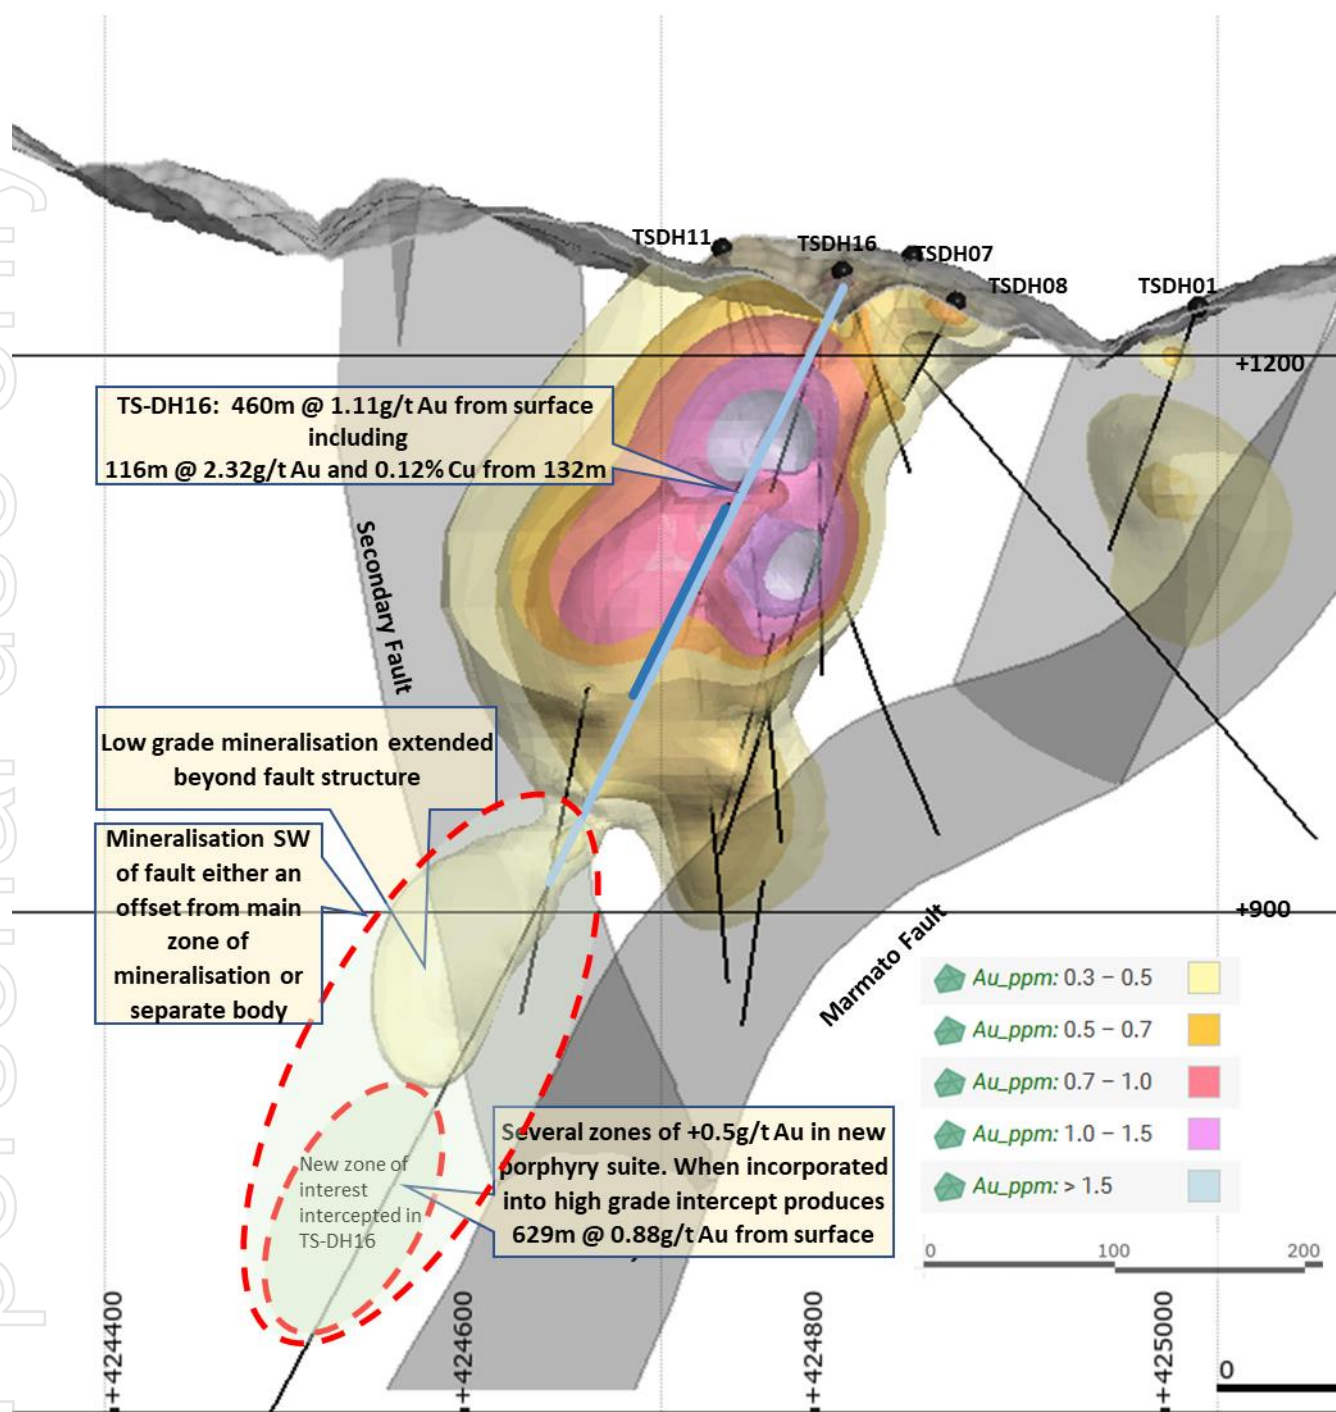 TSDH11
TSDH16
TSDH07
TSDH08
TSDH01
+1200
TS-DH16: 460m @ 1.11g/t Au from surface
including
116m @ 2.32g/t Au and 0.12% Cu from 132m
Secondary Fault
Low grade mineralisation extended
beyond fault structure
Mineralisation SW
of fault either an
offset from main
zone of
mineralisation or
separate body
+900
Marmato Fault
Au_ppm: 0.3 – 0.5
Au_ppm: 0.5 – 0.7
Au_ppm: 0.7 – 1.0
Au_ppm: 1.0 – 1.5
Au_ppm: > 1.5
Several zones of +0.5g/t Au in new
porphyry suite. When incorporated
into high grade intercept produces
629m @ 0.88g/t Au from surface
New zone of
interest
intercepted in
TS-DH16
0 100 200
+424400
+424600
+424800
+425000
0